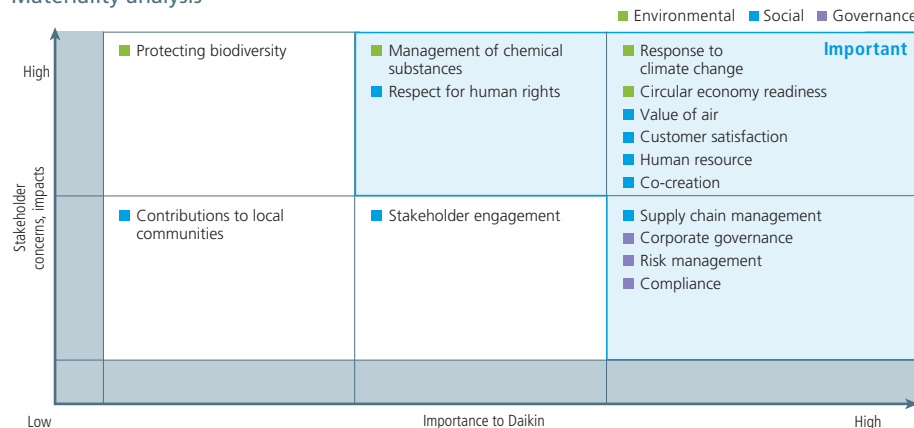 Materiality analysis
Environmental Social Governance
High
Stakeholder
concerns, impacts
Protecting biodiversity
Management of chemical
substances
Respect for human rights
Important
Response to
climate change
Circular economy readiness
Value of air
Customer satisfaction
Human resource
Co-creation
Contributions to local
communities
Stakeholder engagement
Supply chain management
Corporate governance
Risk management
Compliance
Low
Importance to Daikin
High